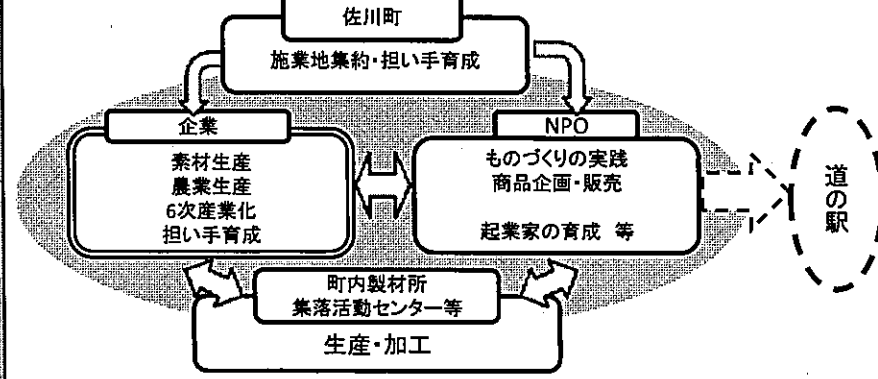 佐川町
施業地集約・担い手育成
企業
素材生産
農業生産
6次産業化
担い手育成
NPO
ものづくりの実践
商品企画・販売
起業家の育成 等
道の駅
町内製材所
集落活動センター等
生産・加工